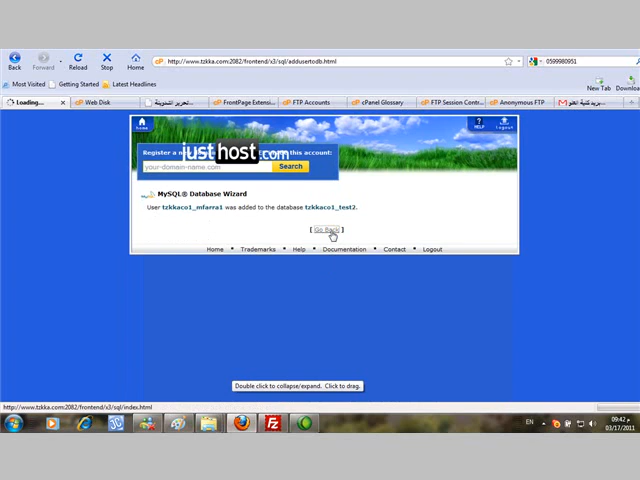 Back Forward Reload Stop Home
http://www.tzkka.com:2082/frontend/x3/sql/addusertodb.html
0599980951
Most Visited Getting Started Latest Headlines
New Tab
Loading... Web Disk تحرير التدوينة FrontPage Extensi... FTP Accounts cPanel Glossary FTP Session Contr... Anonymous FTP
home HELP logout
Register a
this account:
justhost.com
your-domain-name.com Search
MySQL® Database Wizard
User tzkkaco1_mfarra1 was added to the database tzkkaco1_test2.
[ Go Back ]
Home • Trademarks • Help • Documentation • Contact • Logout
Double click to collapse/expand. Click to drag.
http://www.tzkka.com:2082/frontend/x3/sql/index.html
EN
09:42 م
03/17/2011